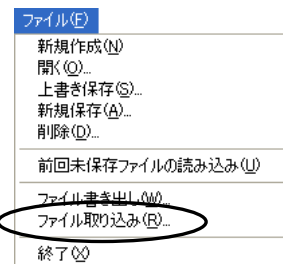 ファイル(F)
新規作成(N)
開く(O)...
上書き保存(S)...
新規保存(A)...
削除(D)...
前回未保存ファイルの読み込み(U)
ファイル書き出し(W)...
ファイル取り込み(R)...
終了(X)